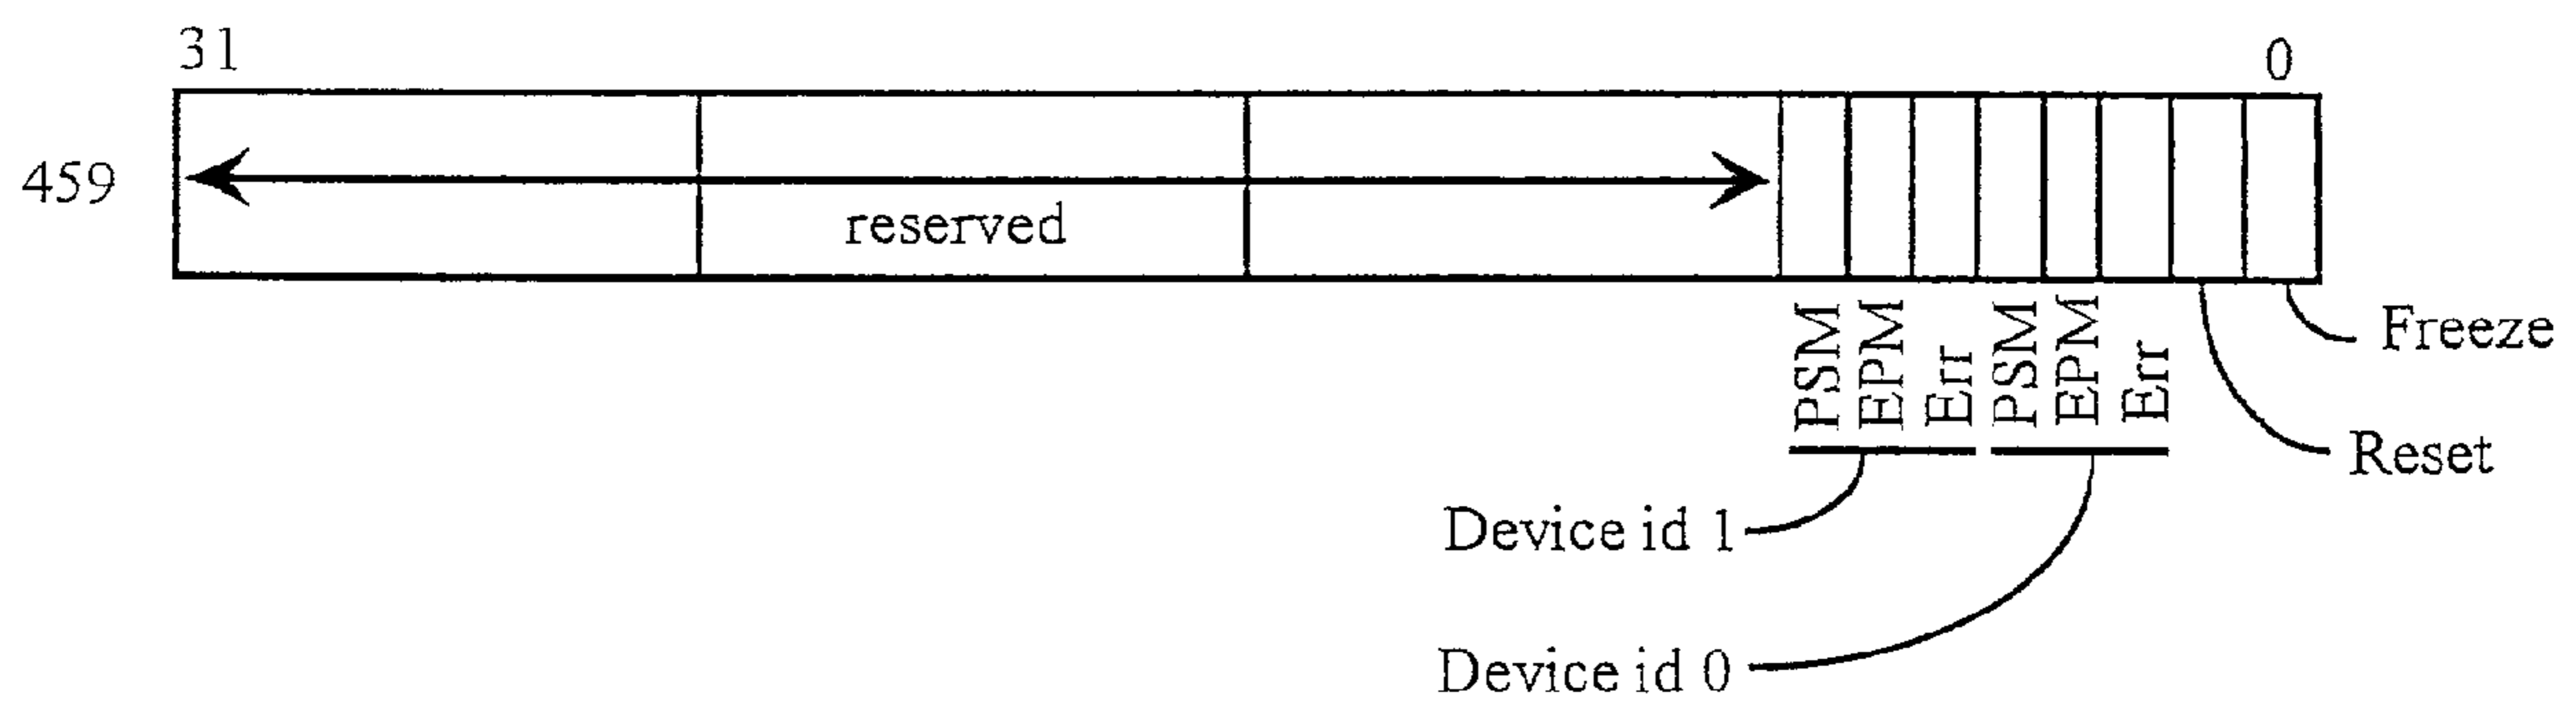 31 0
459
reserved
PSM EPM Err PSM EPM Err
Freeze
Reset
Device id 1
Device id 0